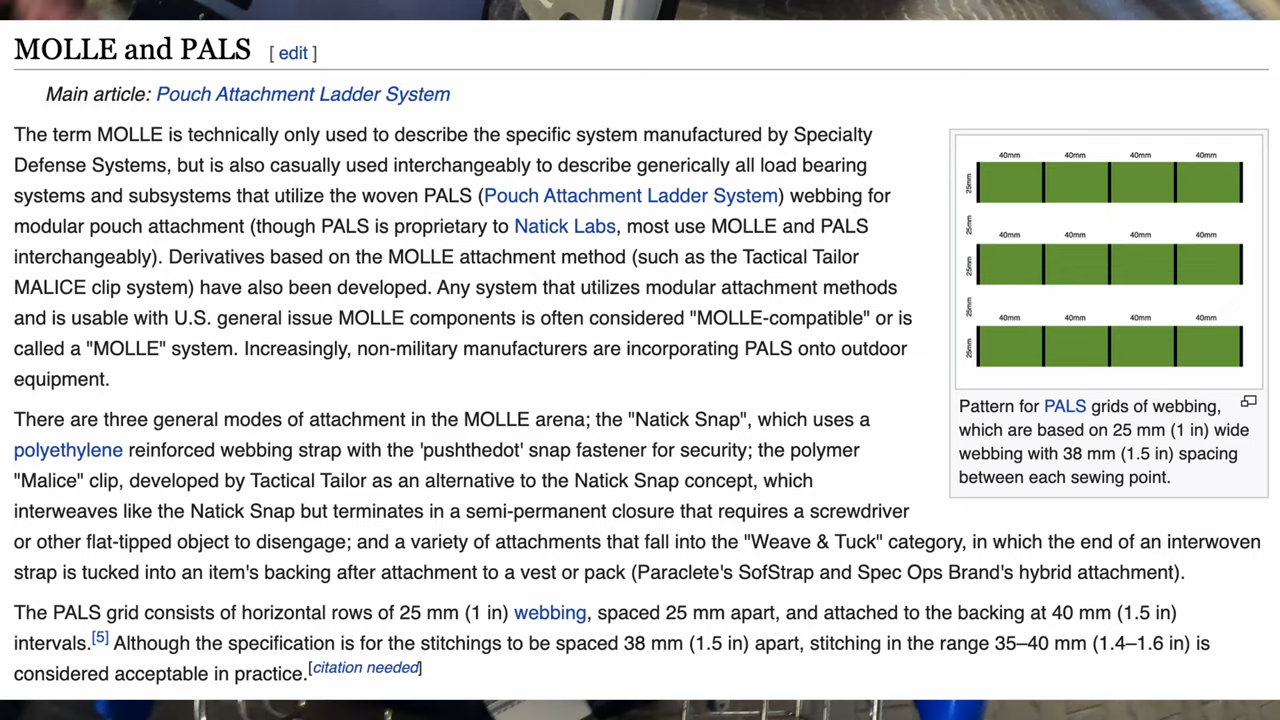 MOLLE and PALS [ edit ]
Main article: Pouch Attachment Ladder System
The term MOLLE is technically only used to describe the specific system manufactured by Specialty
Defense Systems, but is also casually used interchangeably to describe generically all load bearing
systems and subsystems that utilize the woven PALS (Pouch Attachment Ladder System) webbing for
modular pouch attachment (though PALS is proprietary to Natick Labs, most use MOLLE and PALS
interchangeably). Derivatives based on the MOLLE attachment method (such as the Tactical Tailor
MALICE clip system) have also been developed. Any system that utilizes modular attachment methods
and is usable with U.S. general issue MOLLE components is often considered "MOLLE-compatible" or is
called a "MOLLE" system. Increasingly, non-military manufacturers are incorporating PALS onto outdoor
equipment.
There are three general modes of attachment in the MOLLE arena; the "Natick Snap", which uses a
polyethylene reinforced webbing strap with the 'pushthedot' snap fastener for security; the polymer
"Malice" clip, developed by Tactical Tailor as an alternative to the Natick Snap concept, which
interweaves like the Natick Snap but terminates in a semi-permanent closure that requires a screwdriver
or other flat-tipped object to disengage; and a variety of attachments that fall into the "Weave & Tuck" category, in which the end of an interwoven
strap is tucked into an item's backing after attachment to a vest or pack (Paraclete's SofStrap and Spec Ops Brand's hybrid attachment).
The PALS grid consists of horizontal rows of 25 mm (1 in) webbing, spaced 25 mm apart, and attached to the backing at 40 mm (1.5 in)
intervals.[5] Although the specification is for the stitchings to be spaced 38 mm (1.5 in) apart, stitching in the range 35–40 mm (1.4–1.6 in) is
considered acceptable in practice.[citation needed]
40mm 40mm 40mm 40mm
25mm
25mm
40mm 40mm 40mm 40mm
25mm
25mm
40mm 40mm 40mm 40mm
25mm
Pattern for PALS grids of webbing,
which are based on 25 mm (1 in) wide
webbing with 38 mm (1.5 in) spacing
between each sewing point.